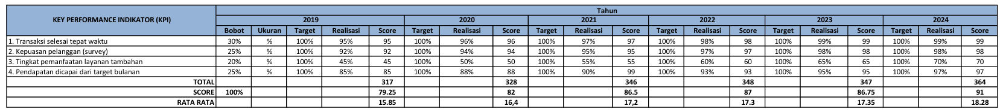 KEY PERFORMANCE INDIKATOR (KPI) Tahun
2019 2020 2021 2022 2023 2024
Bobot Ukuran Target Realisasi Score Target Realisasi Score Target Realisasi Score Target Realisasi Score Target Realisasi Score Target Realisasi Score
1. Transaksi selesai tepat waktu 30% % 100% 95% 95 100% 96% 96 100% 97% 97 100% 98% 98 100% 99% 99 100% 99% 99
2. Kepuasan pelanggan (survey) 25% % 100% 92% 92 100% 94% 94 100% 95% 95 100% 97% 97 100% 98% 98 100% 98% 98
3. Tingkat pemanfaatan layanan tambahan 20% % 100% 45% 45 100% 50% 50 100% 55% 55 100% 60% 60 100% 65% 65 100% 70% 70
4. Pendapatan dicapai dari target bulanan 25% % 100% 85% 85 100% 88% 88 100% 90% 99 100% 93% 93 100% 95% 95 100% 97% 97
TOTAL 317 328 346 348 347 364
SCORE 100% 79.25 82 86.5 87 86.75 91
RATA RATA 15.85 16,4 17,2 17.3 17.35 18.28